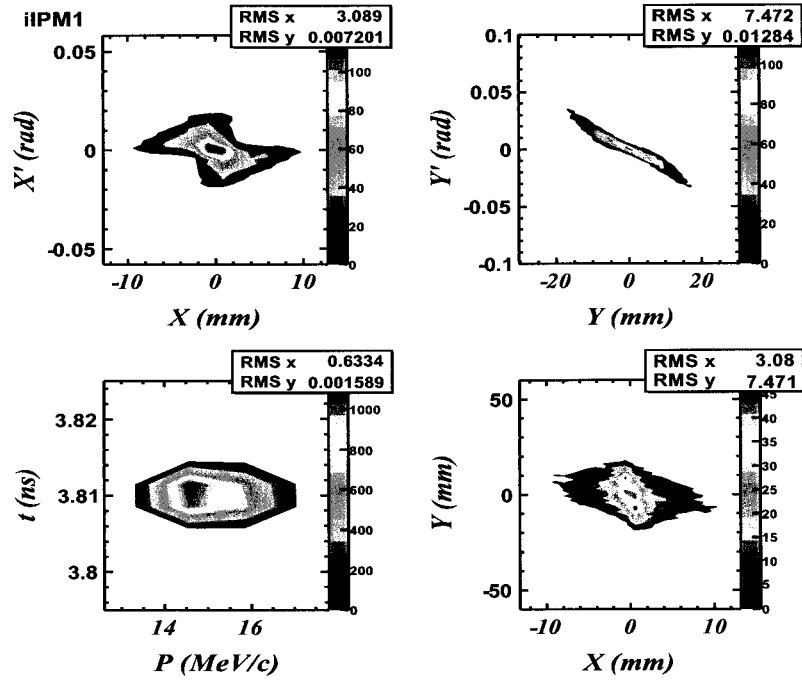 iIPM1
RMS x 3.089
RMS y 0.007201
0.05
0
-0.05
X' (rad)
-10 0 10
X (mm)
100
80
60
40
20
0
RMS x 7.472
RMS y 0.01284
0.1
0.05
0
-0.05
-0.1
Y' (rad)
-20 0 20
Y (mm)
100
80
60
40
20
0
RMS x 0.6334
RMS y 0.001589
3.82
3.81
3.8
t (ns)
14 16
P (MeV/c)
1000
800
600
400
200
0
RMS x 3.08
RMS y 7.471
50
0
-50
Y (mm)
-10 0 10
X (mm)
45
40
35
30
25
20
15
10
5
0